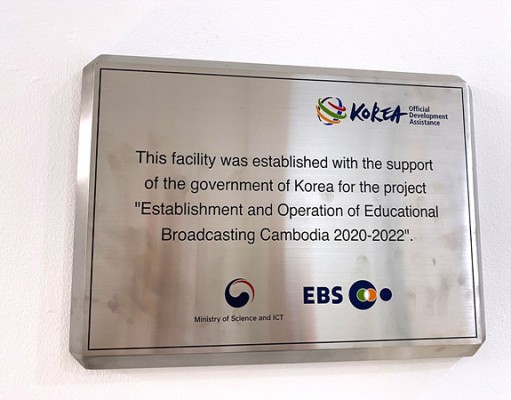 KOREA Official
Development
Assistance
This facility was established with the support
of the government of Korea for the project
"Establishment and Operation of Educational
Broadcasting Cambodia 2020-2022".
Ministry of Science and ICT
EBS